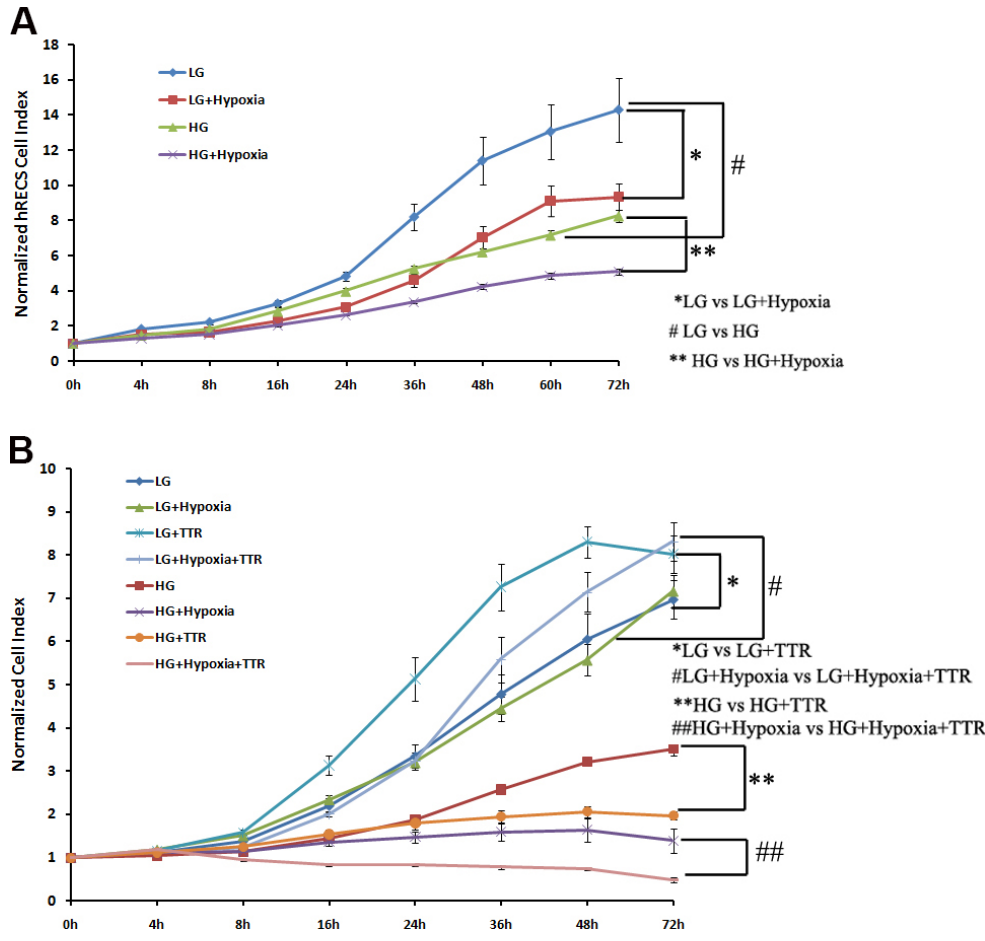 A
Normalized hRECS Cell Index
18
16
14
12
10
8
6
4
2
0
LG
LG+Hypoxia
HG
HG+Hypoxia
*
#
**
*LG vs LG+Hypoxia
# LG vs HG
** HG vs HG+Hypoxia
0h 4h 8h 16h 24h 36h 48h 60h 72h
B
Normalized Cell Index
10
9
8
7
6
5
4
3
2
1
0
LG
LG+Hypoxia
LG+TTR
LG+Hypoxia+TTR
HG
HG+Hypoxia
HG+TTR
HG+Hypoxia+TTR
*
#
*LG vs LG+TTR
#LG+Hypoxia vs LG+Hypoxia+TTR
**HG vs HG+TTR
##HG+Hypoxia vs HG+Hypoxia+TTR
**
##
0h 4h 8h 16h 24h 36h 48h 72h